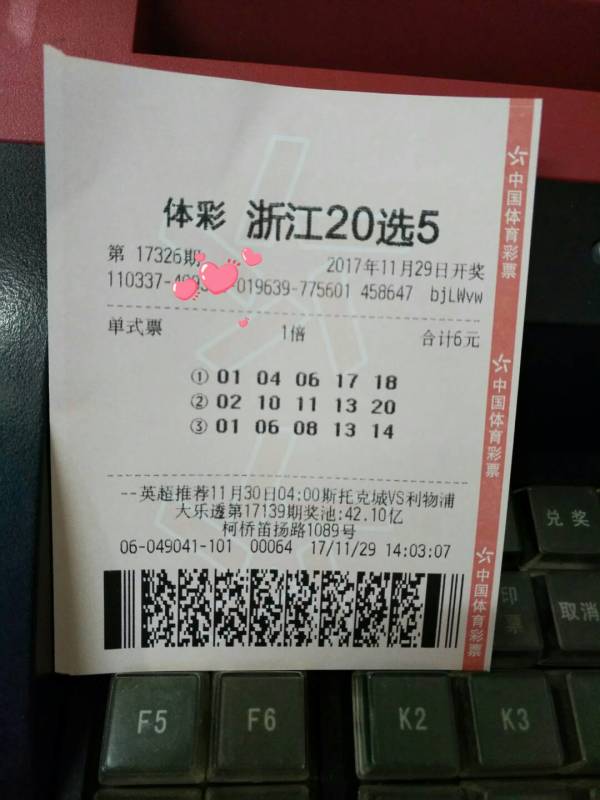 体彩 浙江20选5
第 17326期
2017年11月29日开奖
110337- 019639-775601 458647 bjLWvw
单式票 1倍 合计6元
① 01 04 06 17 18
② 02 10 11 13 20
③ 01 06 08 13 14
--英超推荐11月30日04:00斯托克城VS利物浦
大乐透第17139期奖池:42.10亿
柯桥笛扬路1089号
06-049041-101 00064 17/11/29 14:03:07
中国体育彩票
中国体育彩票
中国体育彩票
兑奖
印
票
取消
F5
F6
K2
K3